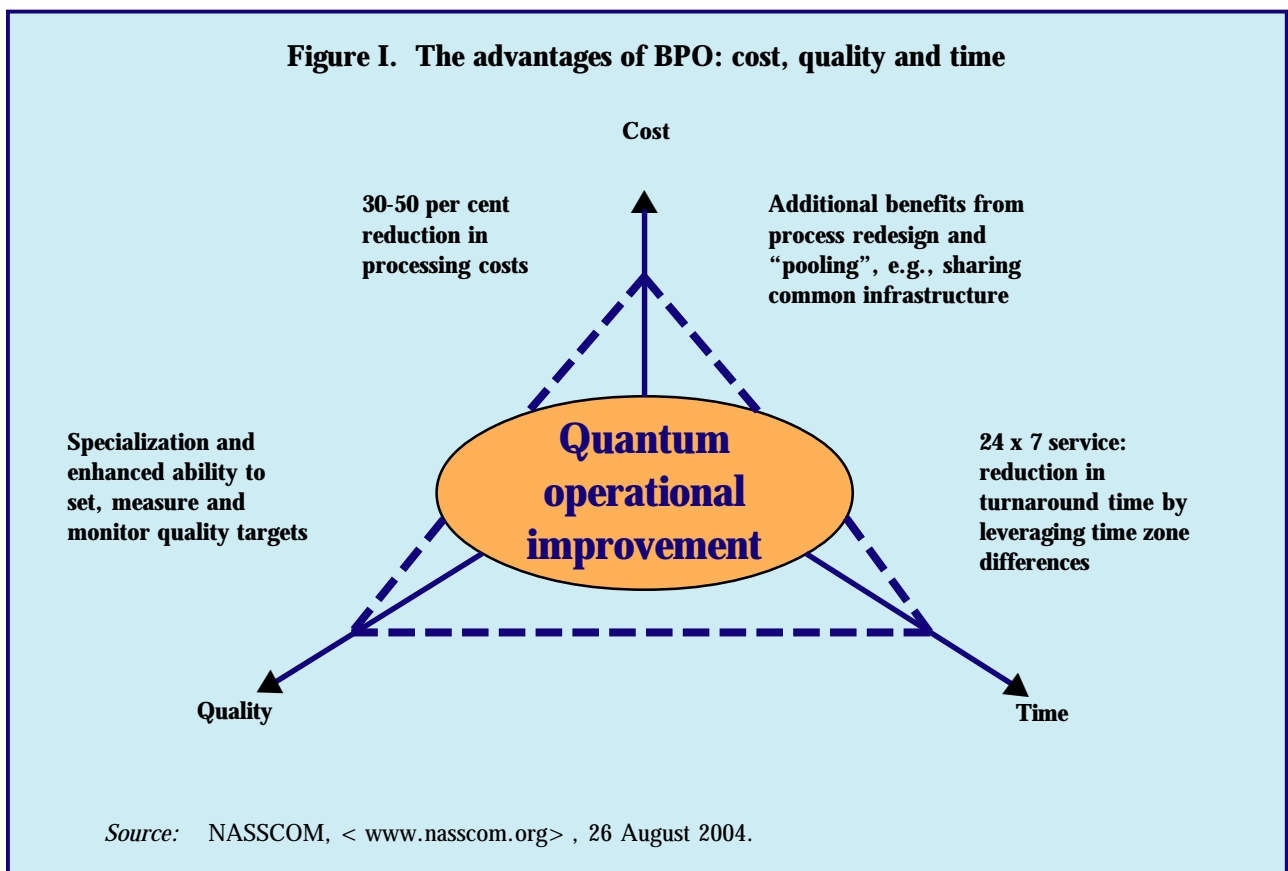 Figure I. The advantages of BPO: cost, quality and time
Cost
30-50 per cent
reduction in
processing costs
Additional benefits from
process redesign and
“pooling”, e.g., sharing
common infrastructure
Specialization and
enhanced ability to
set, measure and
monitor quality targets
Quantum
operational
improvement
24 x 7 service:
reduction in
turnaround time by
leveraging time zone
differences
Quality
Time
Source: NASSCOM, < www.nasscom.org> , 26 August 2004.